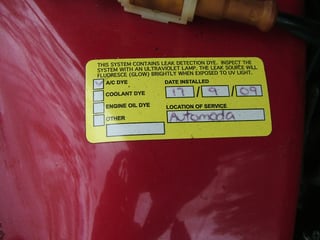 THIS SYSTEM CONTAINS LEAK DETECTION DYE. INSPECT THE
SYSTEM WITH AN ULTRAVIOLET LAMP. THE LEAK SOURCE WILL
FLUORESCE (GLOW) BRIGHTLY WHEN EXPOSED TO UV LIGHT.
A/C DYE DATE INSTALLED
COOLANT DYE 17 / 9 / 09
ENGINE OIL DYE LOCATION OF SERVICE
OTHER Automoda